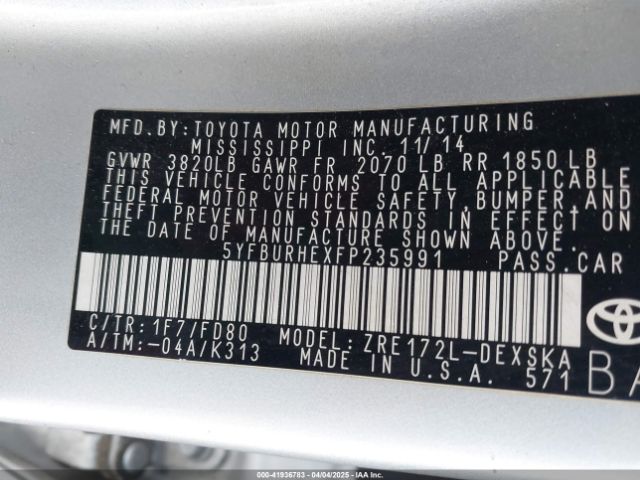 MFD.BY:TOYOTA MOTOR MANUFACTURING
MISSISSIPPI INC. 11/14
GVWR 3820LB GAWR FR 2070 LB RR 1850 LB
THIS VEHICLE CONFORMS TO ALL APPLICABLE
FEDERAL MOTOR VEHICLE SAFETY, BUMPER, AND
THEFT PREVENTION STANDARDS IN EFFECT ON
THE DATE OF MANUFACTURE SHOWN ABOVE.
5YFBURHEXFP235991 PASS.CAR
C/TR: 1F7/FD80 MODEL: ZRE172L-DEXSKA
A/TM:-04A/K313 MADE IN U.S.A. 571
BA
000-41936783 - 04/04/2025 - IAAI.COM